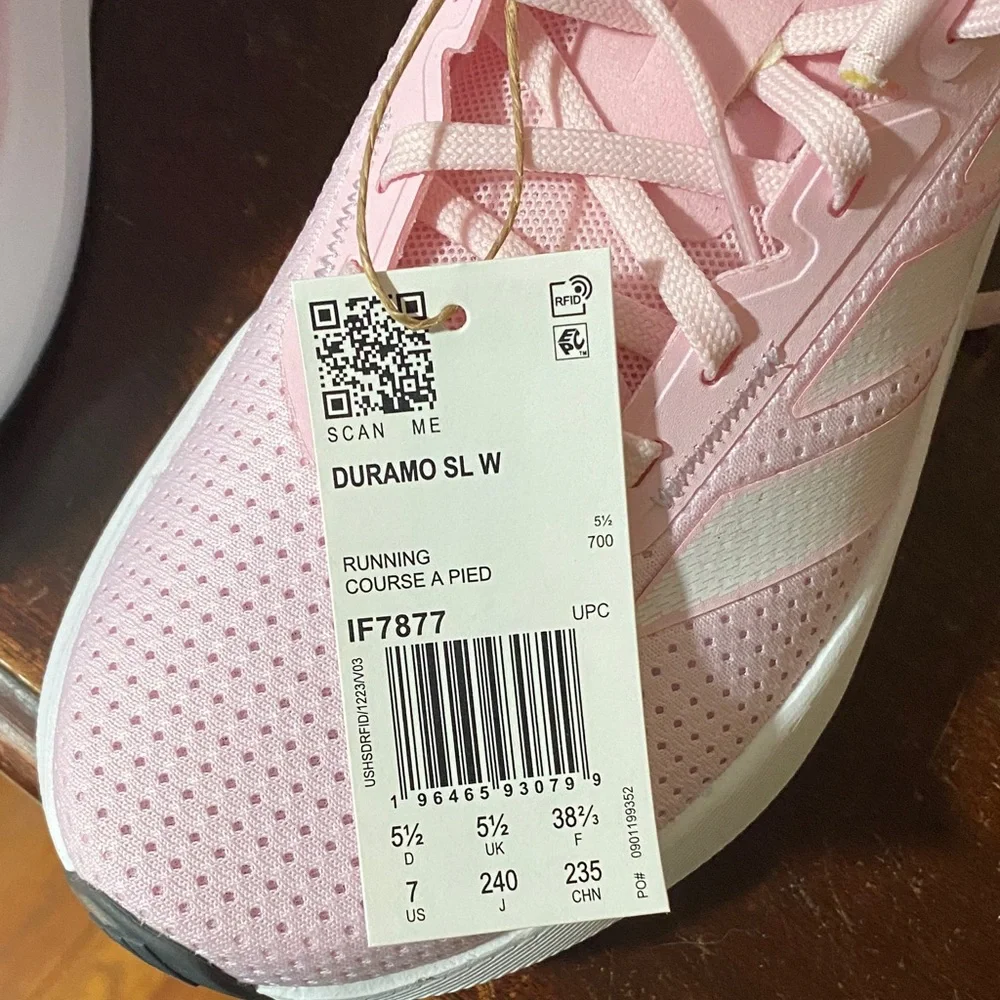 RFID
EPC™
SCAN ME
DURAMO SL W
5½
700
RUNNING
COURSE A PIED
IF7877
UPC
USHSDRFID/1223/V03
1 96465 93079 9
5½ 5½ 38⅔
D UK F
7 240 235
US J CHN
PO# 0901199352